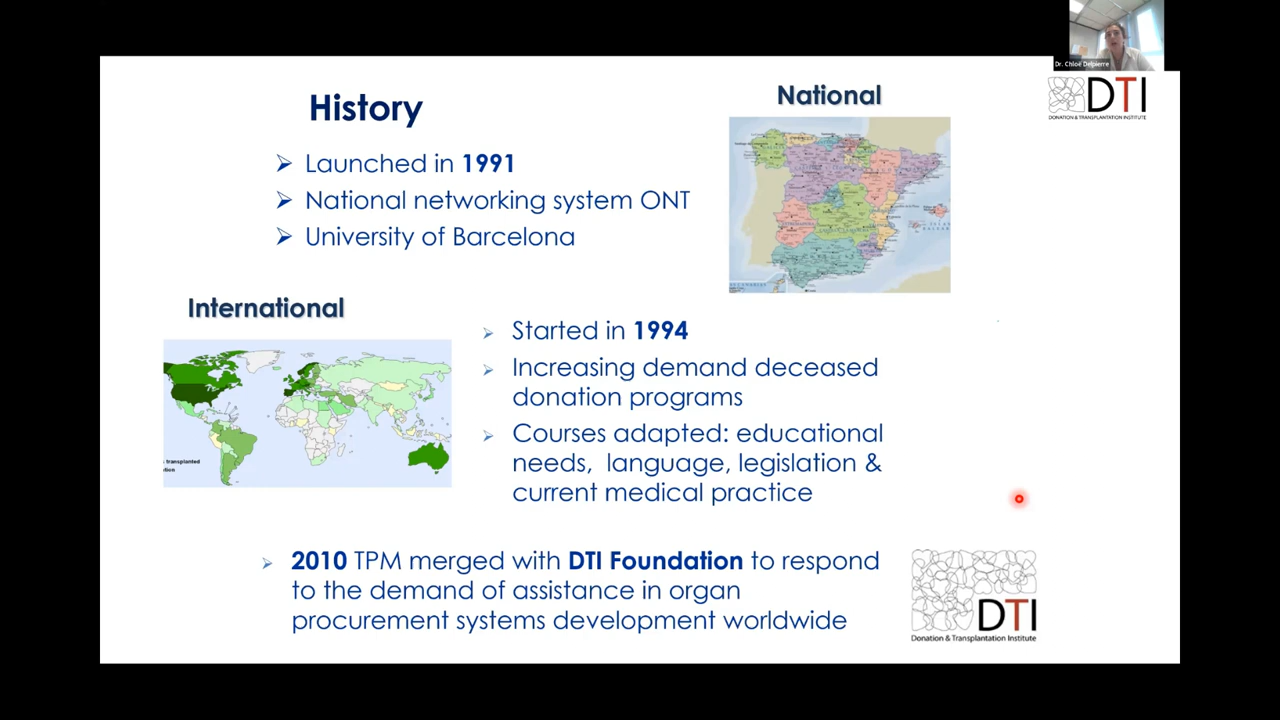 Dr. Chloë Delpierre
DTI
DONATION & TRANSPLANTATION INSTITUTE
History
National
➢ Launched in 1991
➢ National networking system ONT
➢ University of Barcelona
International
➢ Started in 1994
➢ Increasing demand deceased
donation programs
➢ Courses adapted: educational
needs, language, legislation &
current medical practice
transplanted
tion
➢ 2010 TPM merged with DTI Foundation to respond
to the demand of assistance in organ
procurement systems development worldwide
DTI
Donation & Transplantation Institute